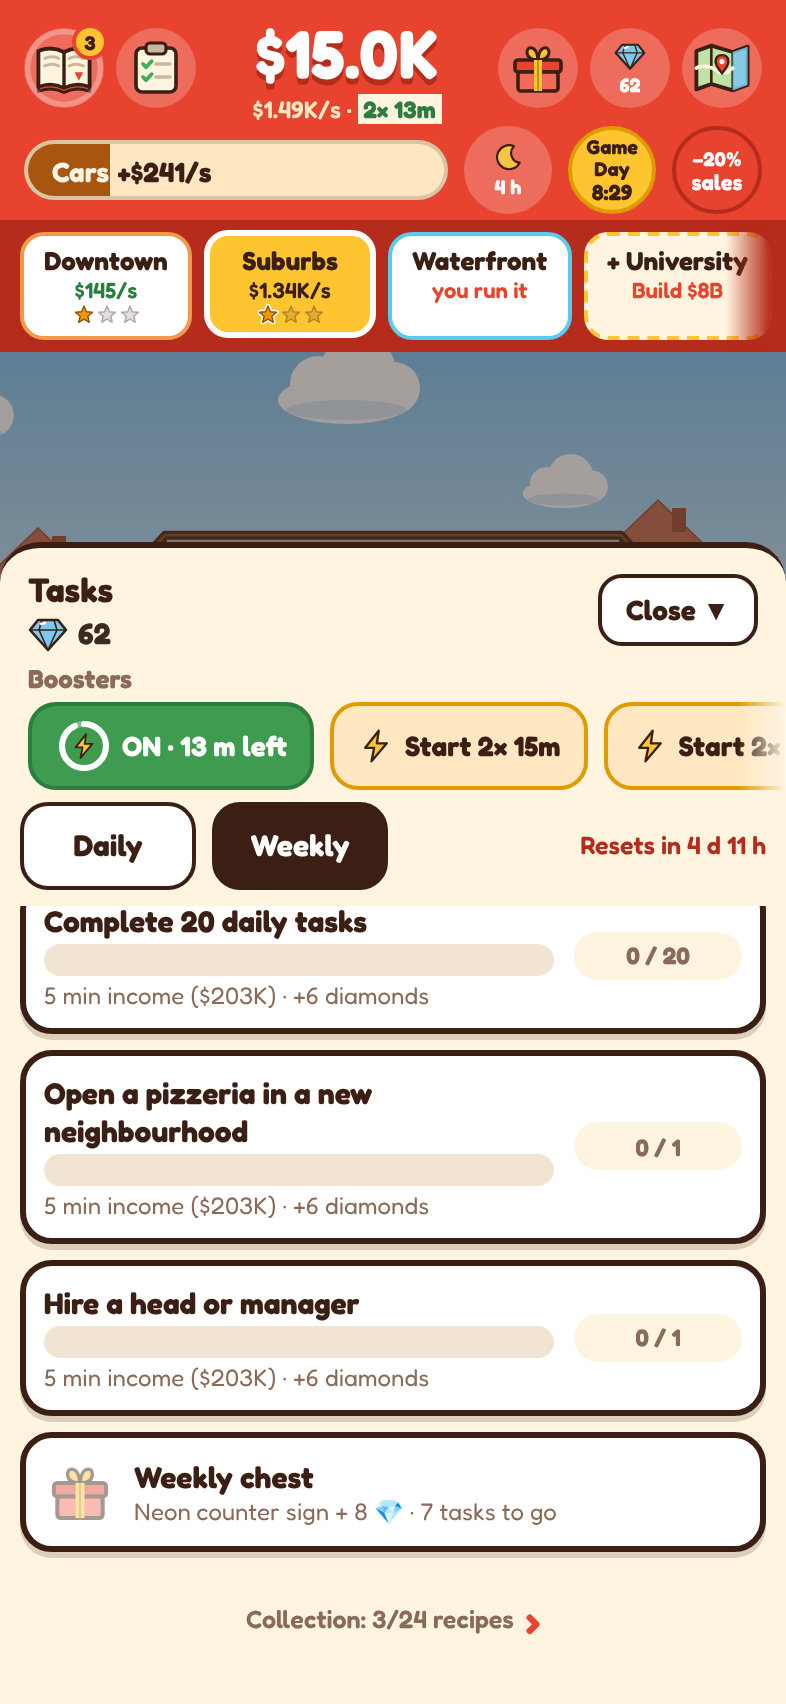 3
$15.0K
$1.49K/s · 2x 13m
62
Cars +$241/s
4 h
Game
Day
8:29
–20%
sales
Downtown
$145/s
Suburbs
$1.34K/s
Waterfront
you run it
+ University
Build $8B
Tasks
62
Close ▼
Boosters
ON · 13 m left
Start 2x 15m
Start 2x
Daily
Weekly
Resets in 4 d 11 h
Complete 20 daily tasks
0 / 20
5 min income ($203K) · +6 diamonds
Open a pizzeria in a new
neighbourhood
0 / 1
5 min income ($203K) · +6 diamonds
Hire a head or manager
0 / 1
5 min income ($203K) · +6 diamonds
Weekly chest
Neon counter sign + 8 💎 · 7 tasks to go
Collection: 3/24 recipes